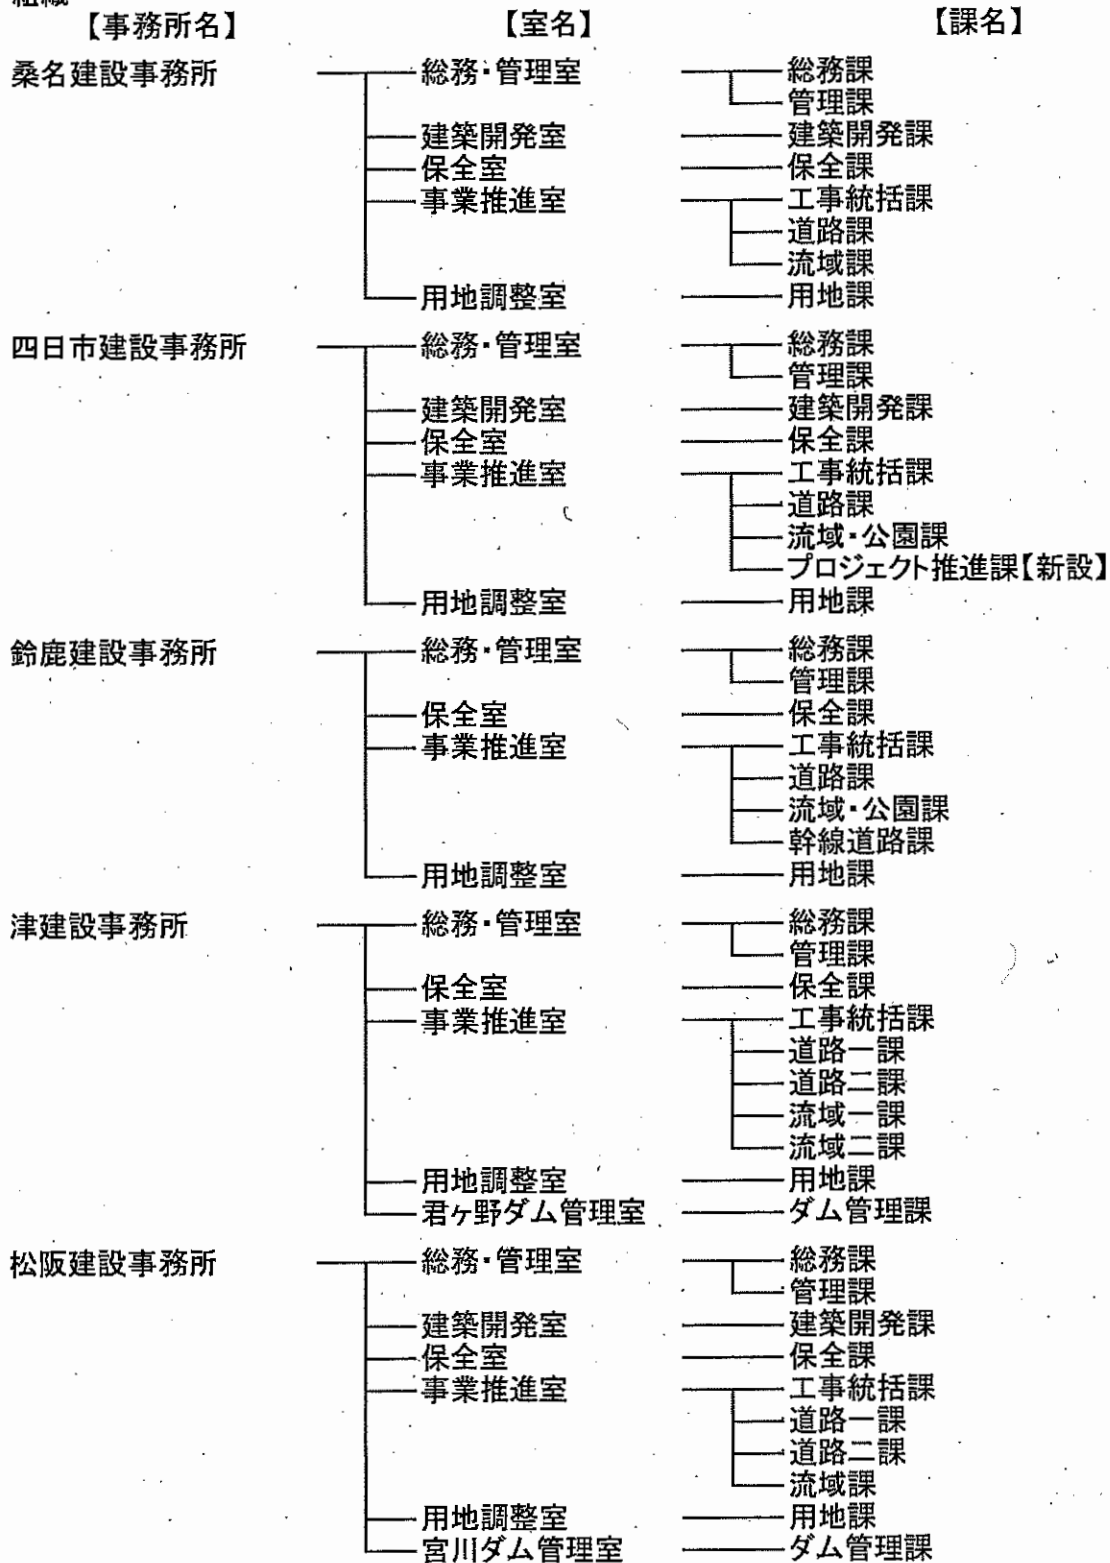 組織
【事務所名】 【室名】 【課名】
桑名建設事務所 総務・管理室 総務課
管理課
建築開発室 建築開発課
保全室 保全課
事業推進室 工事統括課
道路課
流域課
用地調整室 用地課
四日市建設事務所 総務・管理室 総務課
管理課
建築開発室 建築開発課
保全室 保全課
事業推進室 工事統括課
道路課
流域・公園課
プロジェクト推進課【新設】
用地調整室 用地課
鈴鹿建設事務所 総務・管理室 総務課
管理課
保全室 保全課
事業推進室 工事統括課
道路課
流域・公園課
幹線道路課
用地調整室 用地課
津建設事務所 総務・管理室 総務課
管理課
保全室 保全課
事業推進室 工事統括課
道路一課
道路二課
流域一課
流域二課
用地調整室 用地課
君ヶ野ダム管理室 ダム管理課
松阪建設事務所 総務・管理室 総務課
管理課
建築開発室 建築開発課
保全室 保全課
事業推進室 工事統括課
道路一課
道路二課
流域課
用地調整室 用地課
宮川ダム管理室 ダム管理課